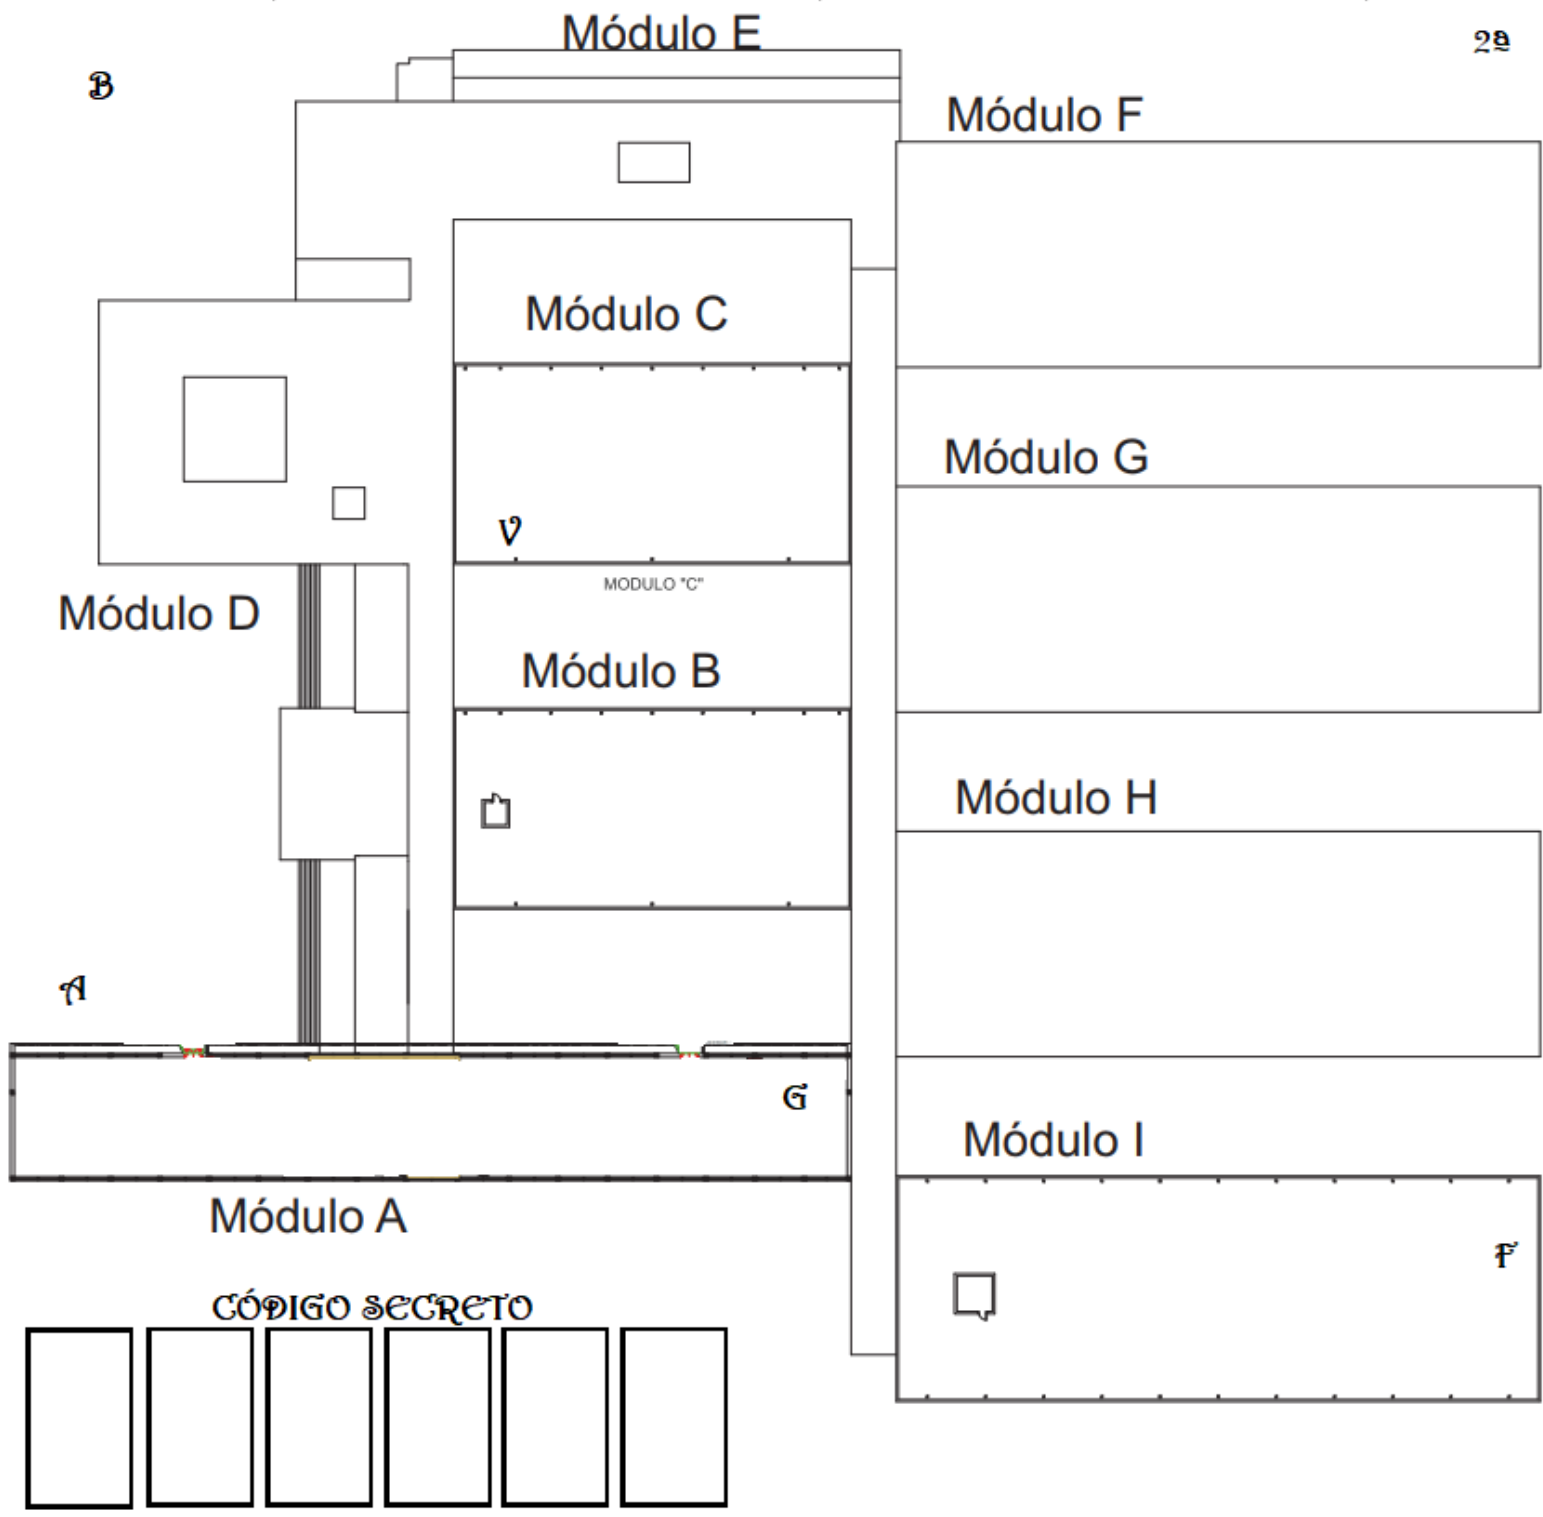 Módulo E
2ª
B
Módulo F
Módulo C
Módulo G
V
MODULO "C"
Módulo D
Módulo B
Módulo H
A
G
Módulo I
Módulo A
F
CÓDIGO SECRETO